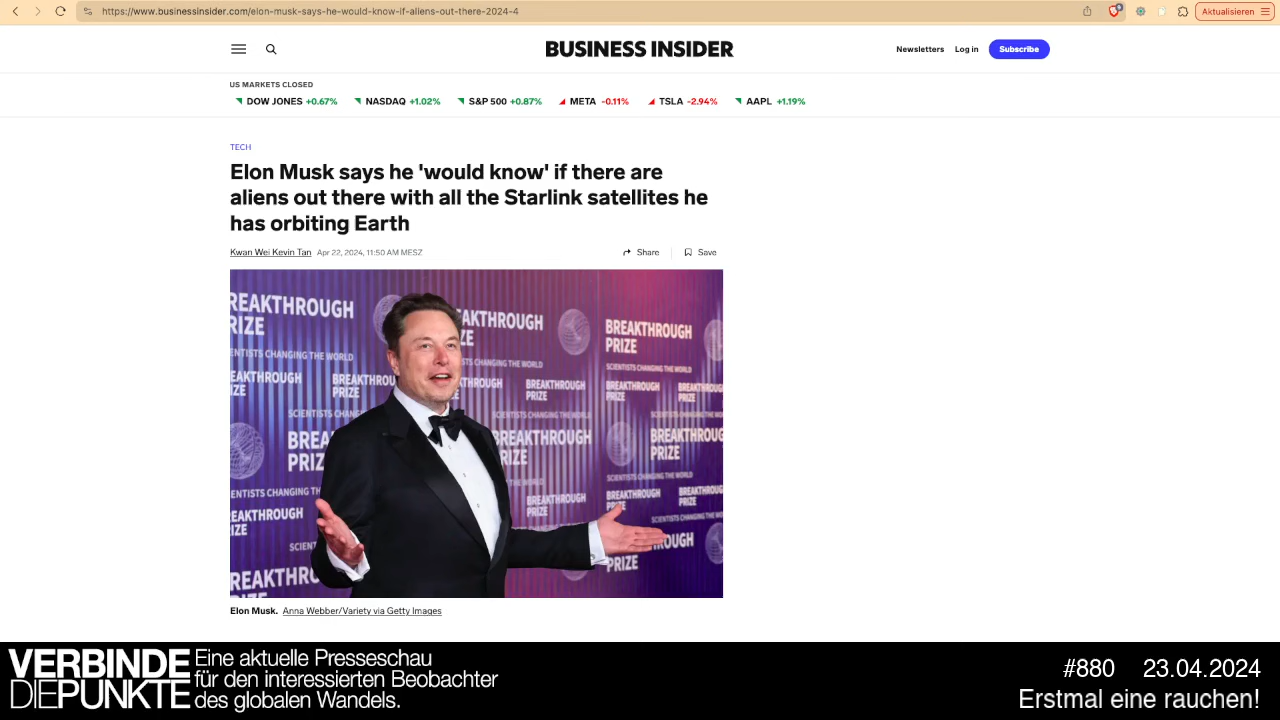 https://www.businessinsider.com/elon-musk-if-aliens-out-there-2024-4
Aktualisieren
BUSINESS INSIDER
Newsletters Log in Subscribe
US MARKETS CLOSED
DOW JONES +0.67% NASDAQ +1.02% S&P 500 +0.87% META -0.11% TSLA -2.94% AAPL +1.19%
TECH
Elon Musk says he 'would know' if there are
aliens out there with all the Starlink satellites he
has orbiting Earth
Kwan Wei Kevin Tan Apr 22, 2024, 11:50 AM MESZ Share Save
BREAKTHROUGH
PRIZE
SCIENTISTS CHANGING THE WORLD
Elon Musk. Anna Webber/Variety via Getty Images
VERBINDE
DIEPUNKTE
Eine aktuelle Presseschau
für den interessierten Beobachter
des globalen Wandels.
#880 23.04.2024
Erstmal eine rauchen!